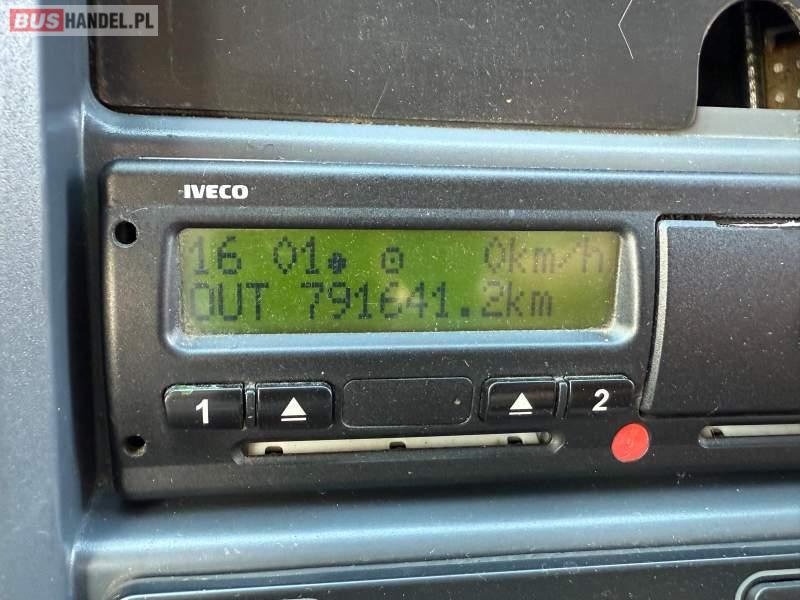 BUSHANDEL.PL
IVECO
16 01 0km/h
OUT 791641.2km
1 2